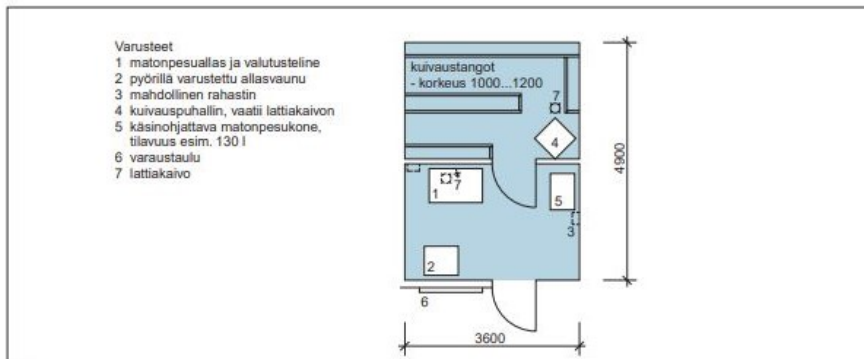 Varusteet
1 matonpesuallas ja valutusteline
2 pyörillä varustettu allasvaunu
3 mahdollinen rahastin
4 kuivauspuhallin, vaatii lattiakaivon
5 käsinohjattava matonpesukone,
tilavuus esim. 130 l
6 varaustaulu
7 lattiakaivo
kuivaustangot
- korkeus 1000...1200
7
4
7
1
5
3
2
6
4900
3600